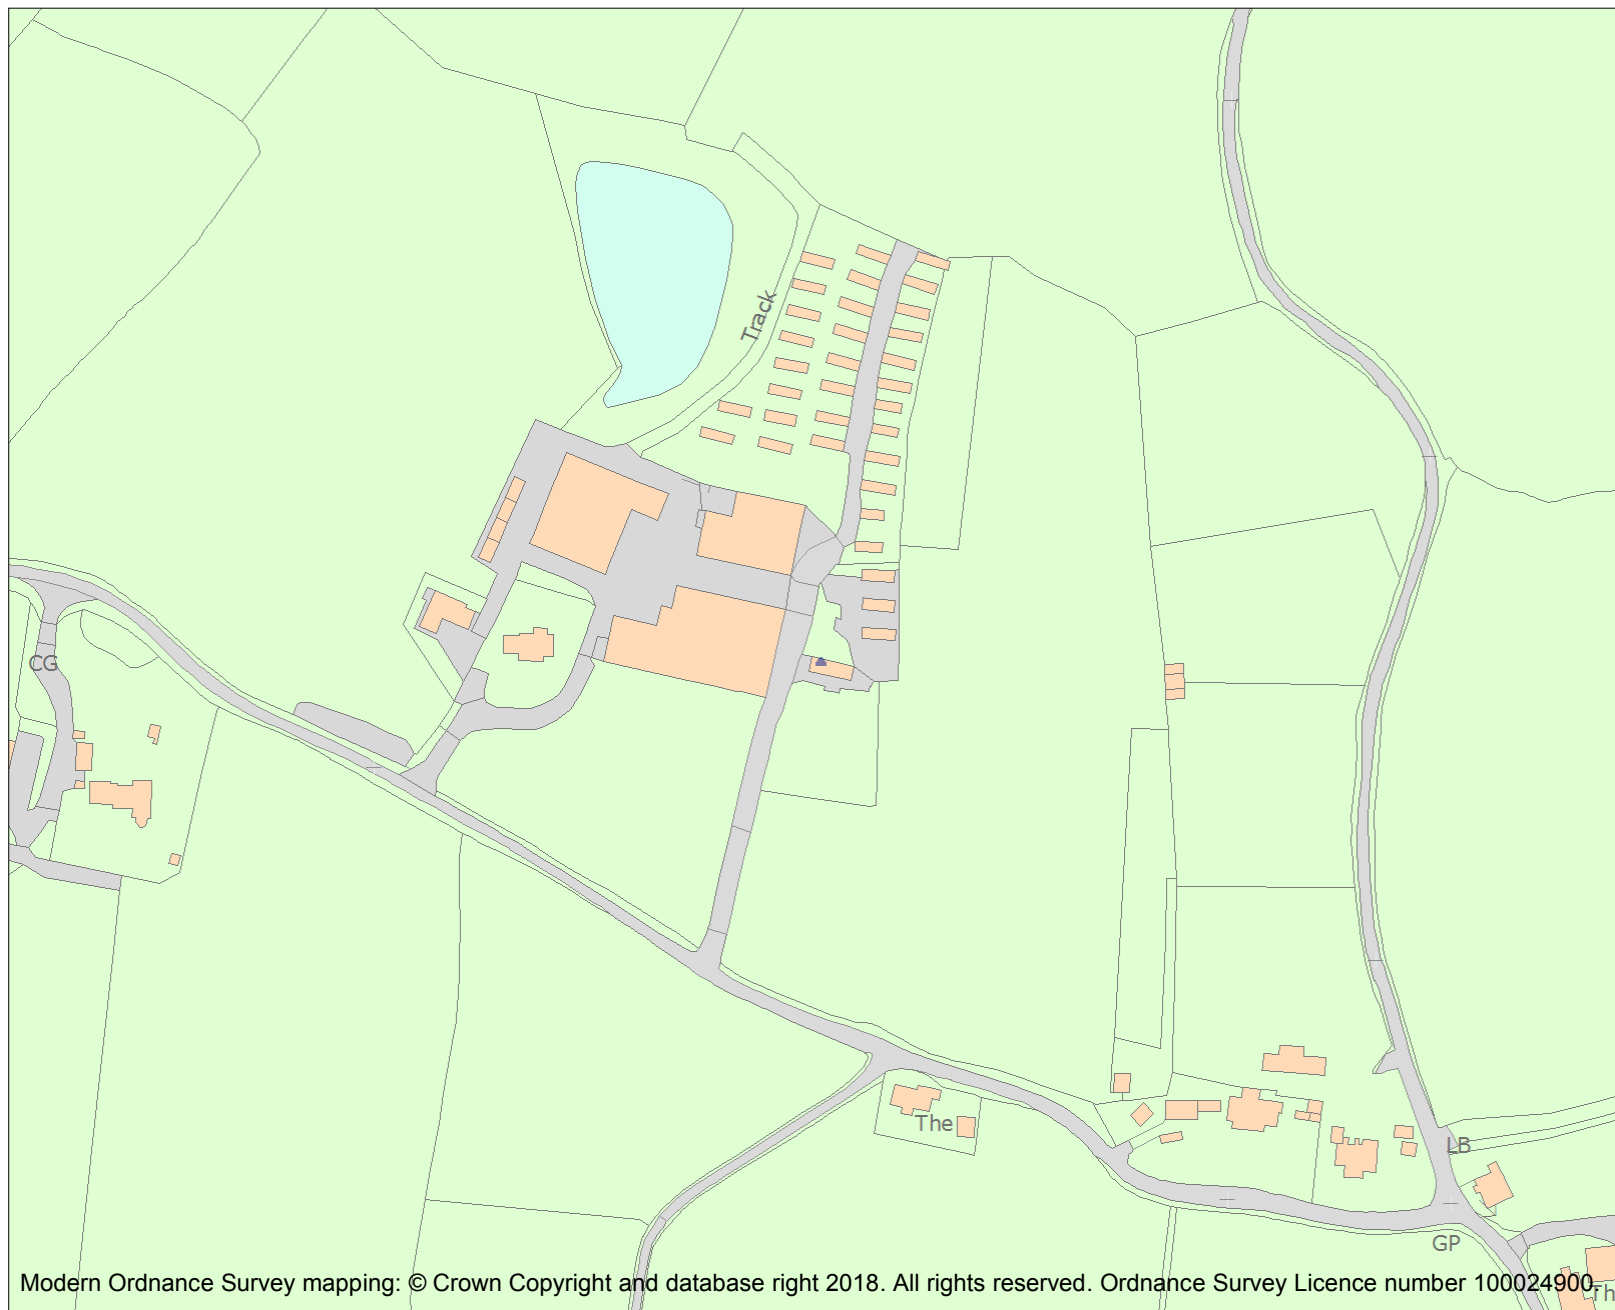 Track
CG
The
LB
GP
Th
Modern Ordnance Survey mapping: © Crown Copyright and database right 2018. All rights reserved. Ordnance Survey Licence number 100024900.